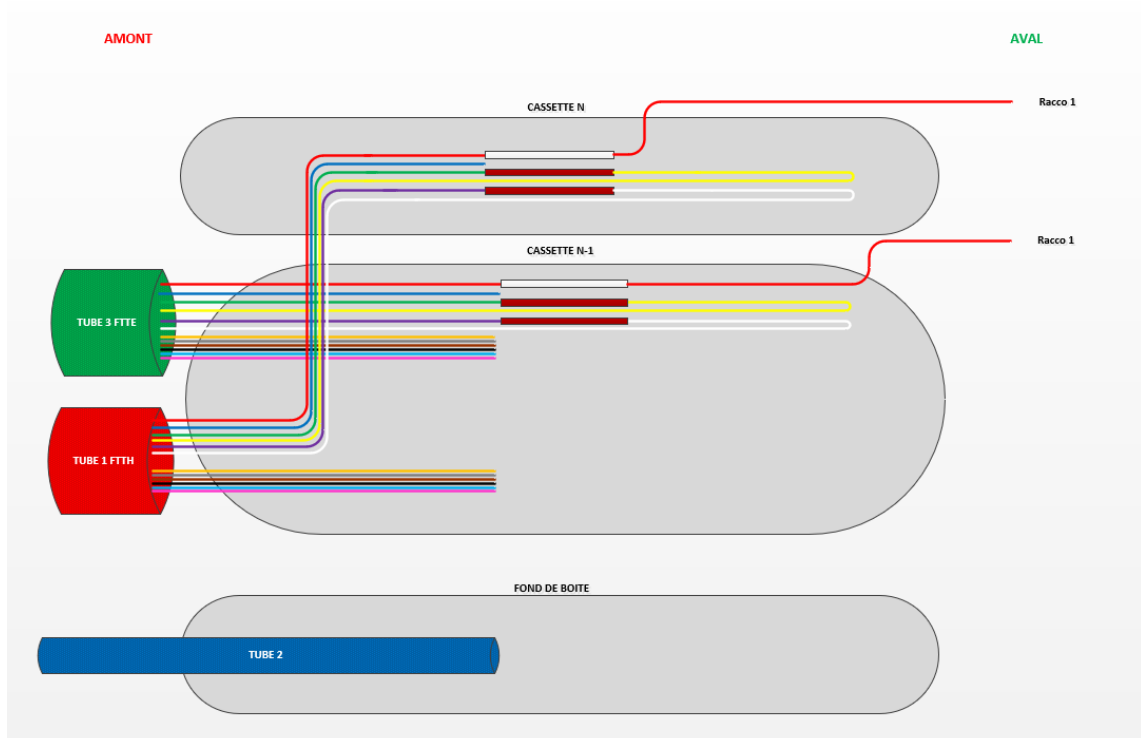 AMONT
AVAL
CASSETTE N
Racco 1
CASSETTE N-1
Racco 1
TUBE 3 FTTE
TUBE 1 FTTH
FOND DE BOITE
TUBE 2